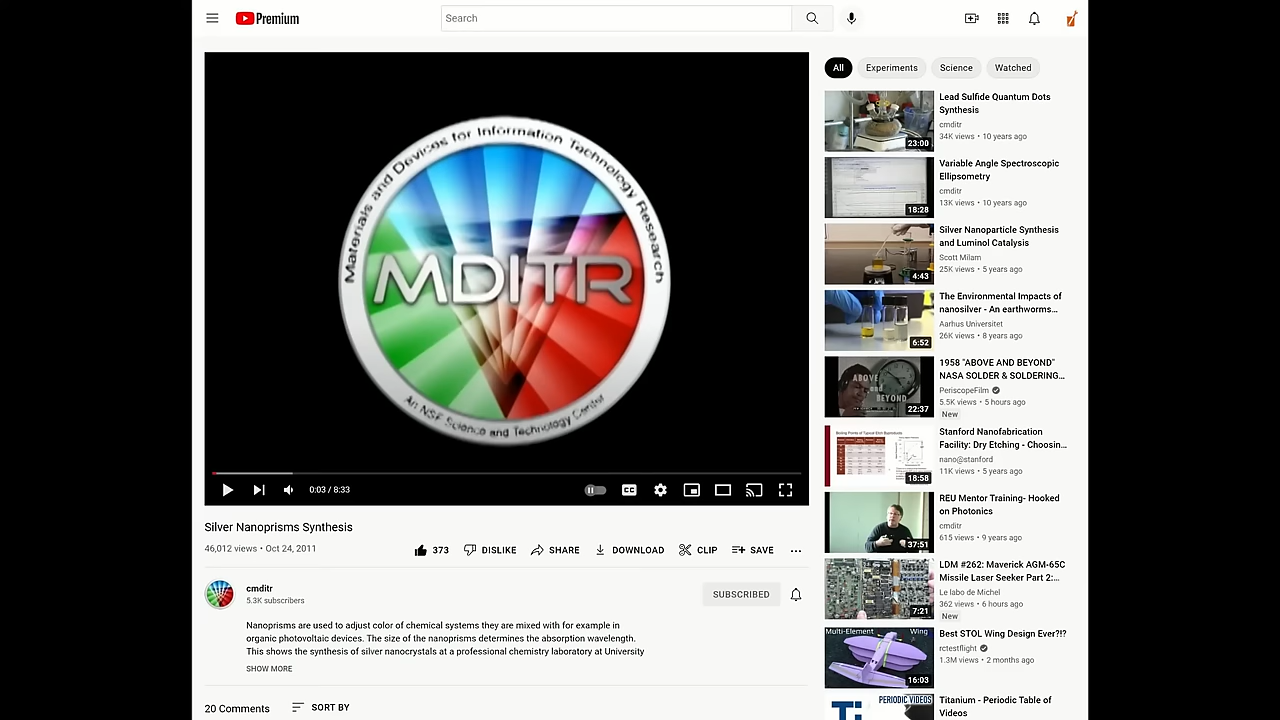 Premium
Search
Materials and Devices for Information Technology Research
MDITR
An NSF Science and Technology Center
0:03 / 8:33
CC
Silver Nanoprisms Synthesis
46,012 views • Oct 24, 2011
373
DISLIKE
SHARE
DOWNLOAD
CLIP
SAVE
cmditr
5.3K subscribers
SUBSCRIBED
Nanoprisms are used to adjust color of chemical systems they are mixed with for example in
organic photovoltaic devices. The size of the nanoprisms determines the absorption wavelength.
This shows the synthesis of silver nanocrystals at a professional chemistry laboratory at University
SHOW MORE
20 Comments
SORT BY
All
Experiments
Science
Watched
23:00
Lead Sulfide Quantum Dots
Synthesis
cmditr
34K views • 10 years ago
18:28
Variable Angle Spectroscopic
Ellipsometry
cmditr
13K views • 10 years ago
4:43
Silver Nanoparticle Synthesis
and Luminol Catalysis
Scott Milam
25K views • 5 years ago
6:52
The Environmental Impacts of
nanosilver - An earthworms...
Aarhus Universitet
26K views • 8 years ago
ABOVE
and
BEYOND
22:37
1958 "ABOVE AND BEYOND"
NASA SOLDER & SOLDERING...
PeriscopeFilm
5.5K views • 5 hours ago
New
18:58
Stanford Nanofabrication
Facility: Dry Etching - Choosin...
nano@stanford
11K views • 5 years ago
37:51
REU Mentor Training- Hooked
on Photonics
cmditr
615 views • 9 years ago
7:21
LDM #262: Maverick AGM-65C
Missile Laser Seeker Part 2:...
Le labo de Michel
362 views • 6 hours ago
New
Multi-Element Wing
16:03
Best STOL Wing Design Ever?!?
rctestflight
1.3M views • 2 months ago
PERIODIC VIDEOS
Ti
Titanium - Periodic Table of
Videos